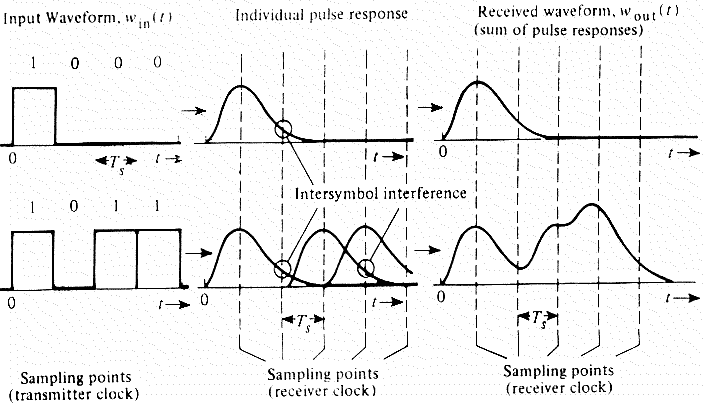 Input Waveform, w_in(t)
Individual pulse response
Received waveform, w_out(t)
(sum of pulse responses)
1 0 0 0
0 T_s t
t
0 t
Intersymbol interference
1 0 1 1
0 t
0 T_s t
0 T_s t
Sampling points
(transmitter clock)
Sampling points
(receiver clock)
Sampling points
(receiver clock)